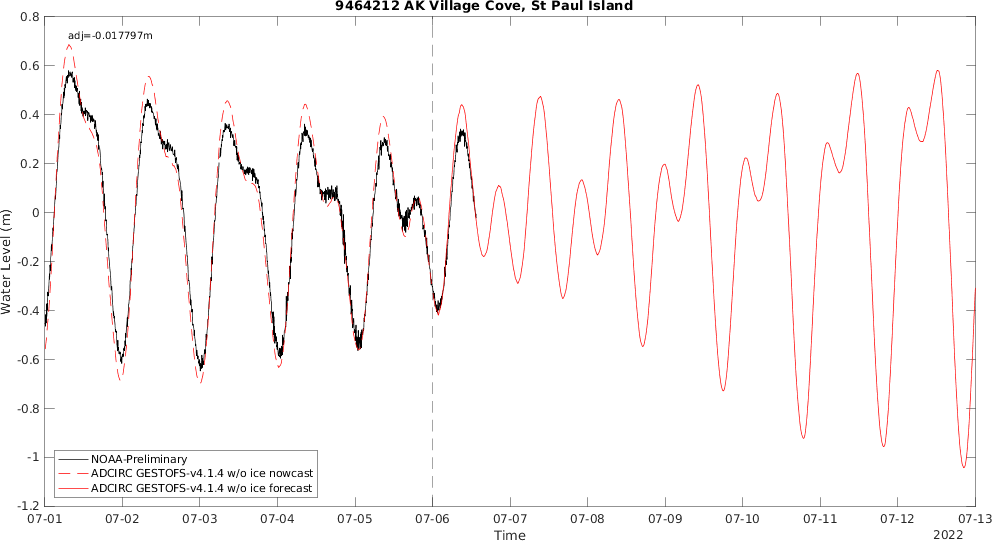 9464212 AK Village Cove, St Paul Island
adj=-0.017797m
0.8
0.6
0.4
0.2
0
-0.2
-0.4
-0.6
-0.8
-1
-1.2
Water Level (m)
NOAA-Preliminary
ADCIRC GESTOFS-v4.1.4 w/o ice nowcast
ADCIRC GESTOFS-v4.1.4 w/o ice forecast
07-01 07-02 07-03 07-04 07-05 07-06 07-07 07-08 07-09 07-10 07-11 07-12 07-13
Time
2022